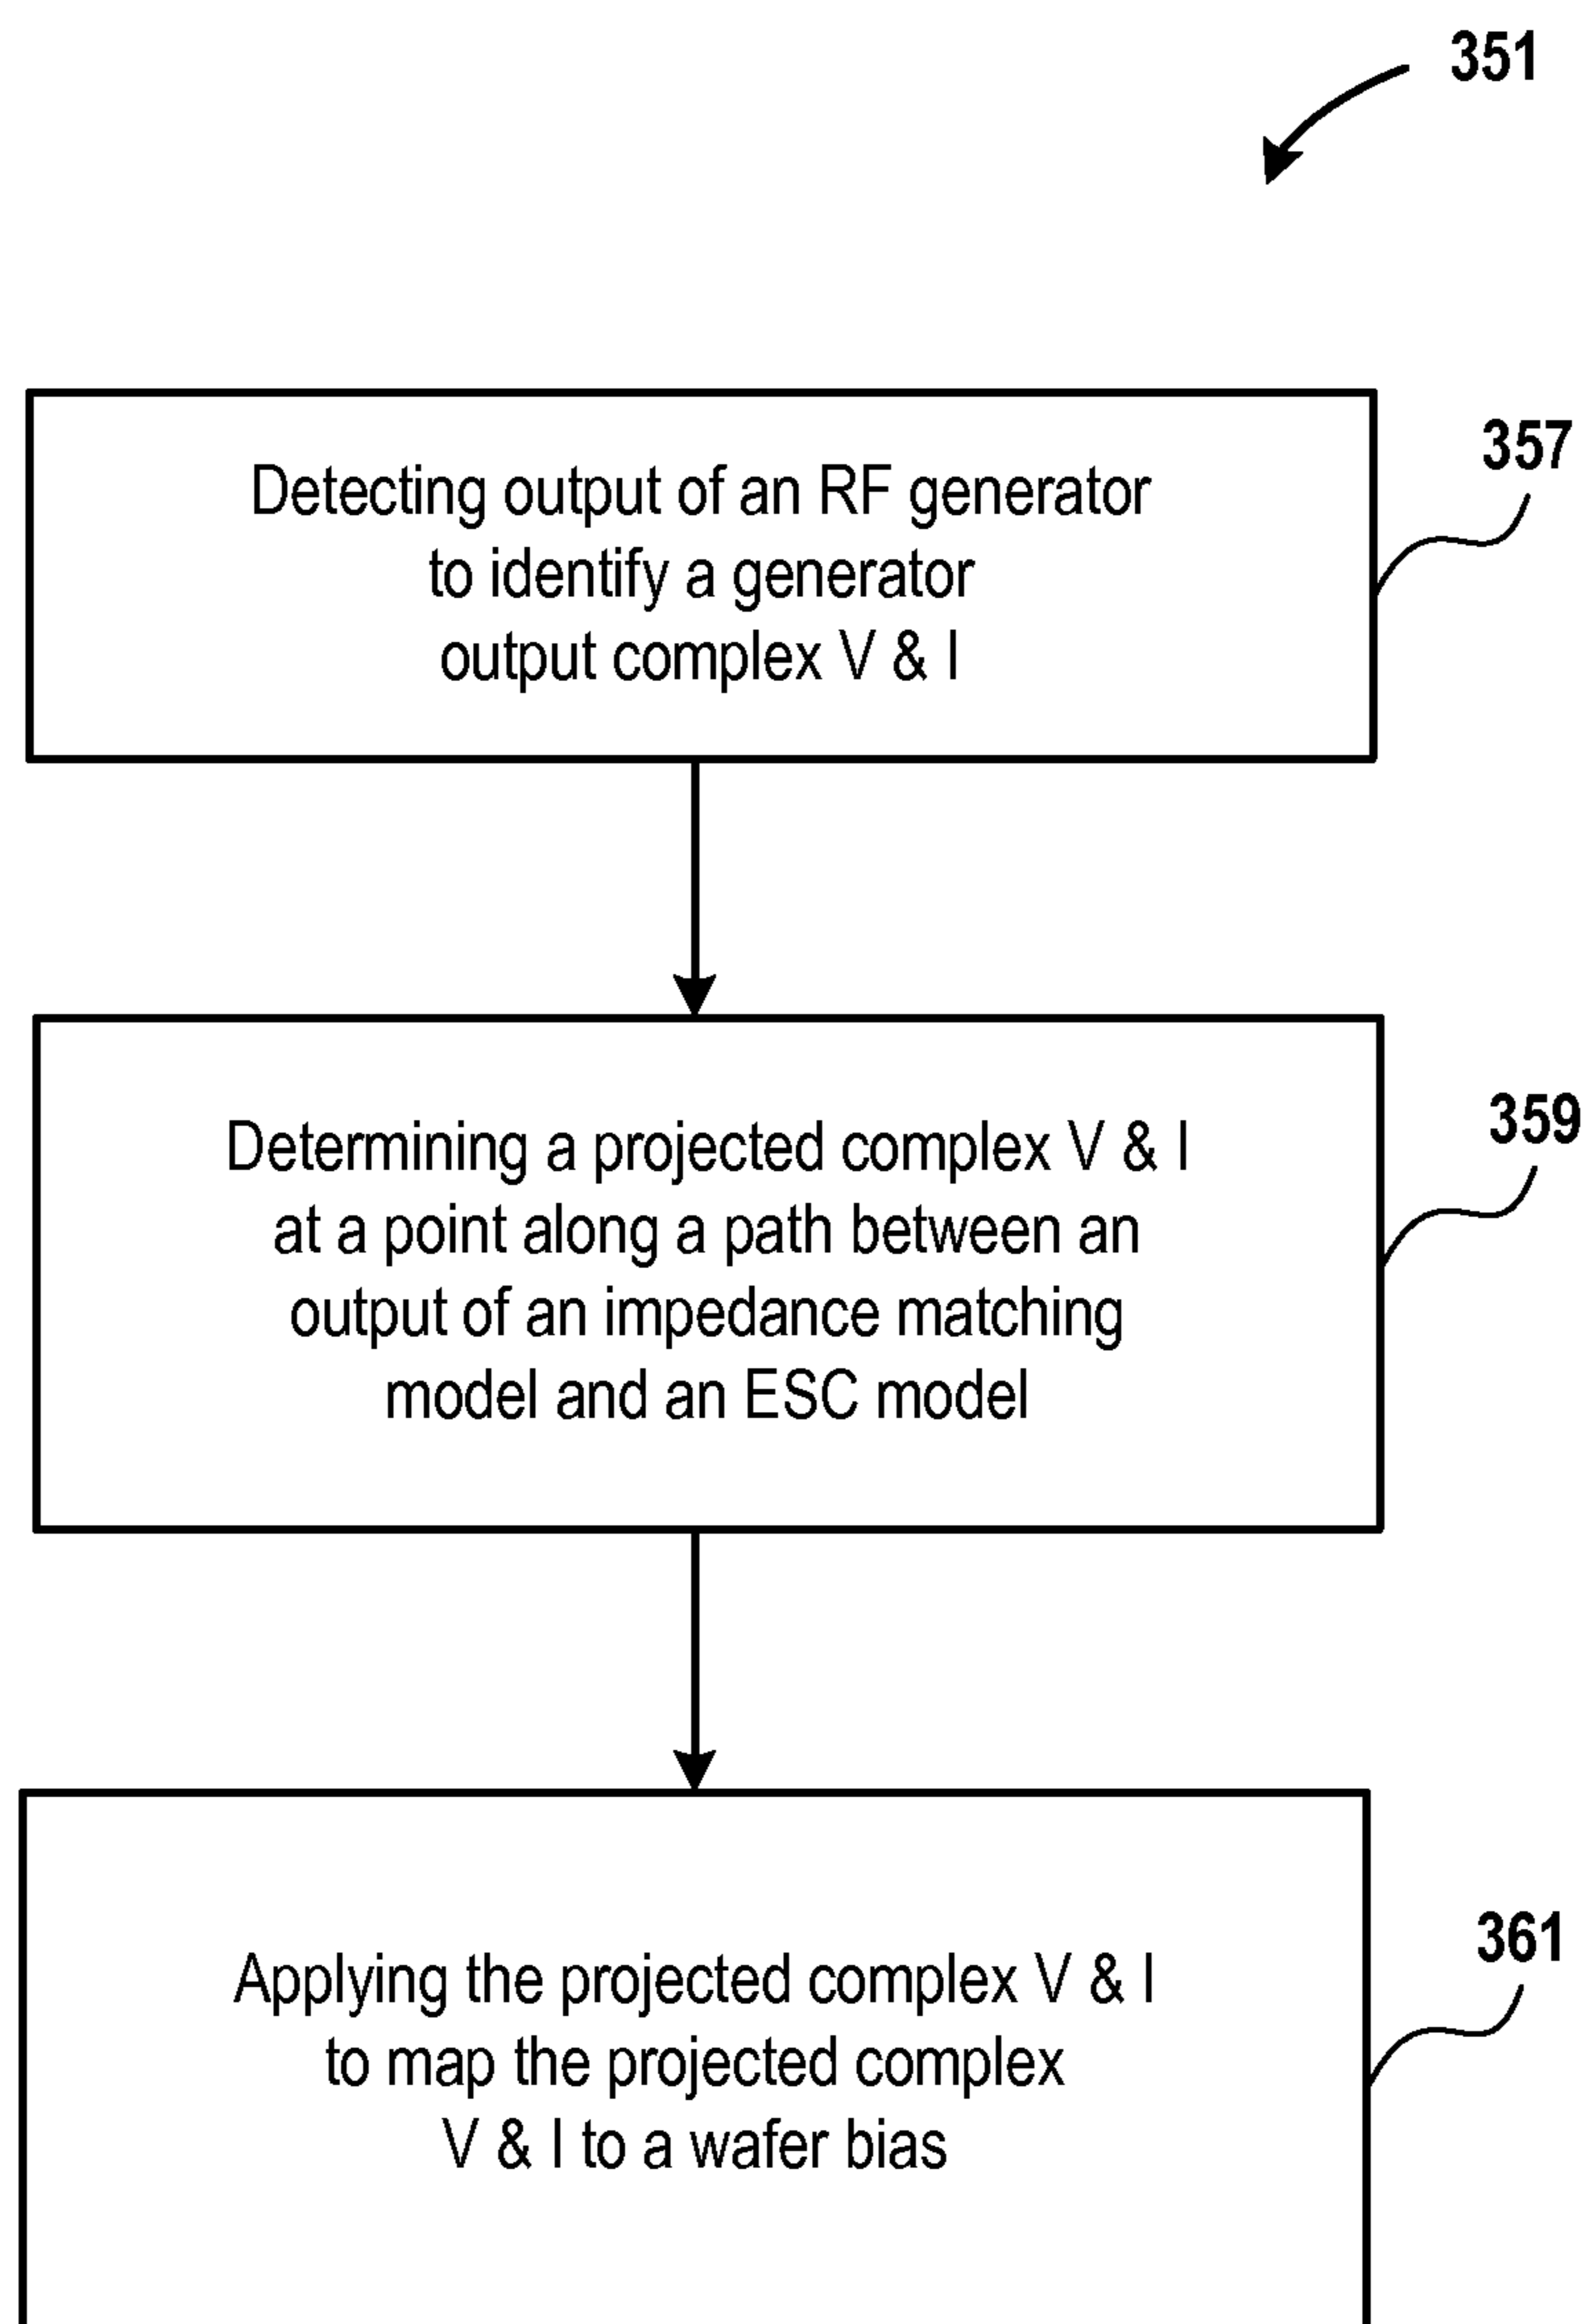 351
Detecting output of an RF generator
to identify a generator
output complex V & I
357
Determining a projected complex V & I
at a point along a path between an
output of an impedance matching
model and an ESC model
359
Applying the projected complex V & I
to map the projected complex
V & I to a wafer bias
361